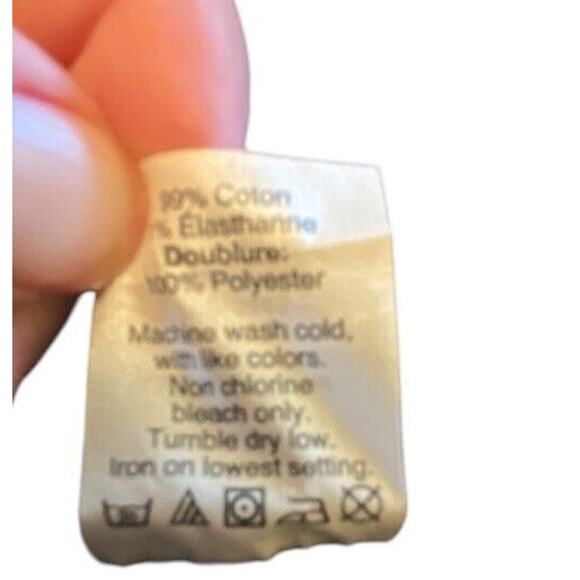 99% Coton
% Élasthanne
Doublure:
100% Polyester
Machine wash cold,
with like colors.
Non chlorine
bleach only.
Tumble dry low.
Iron on lowest setting.